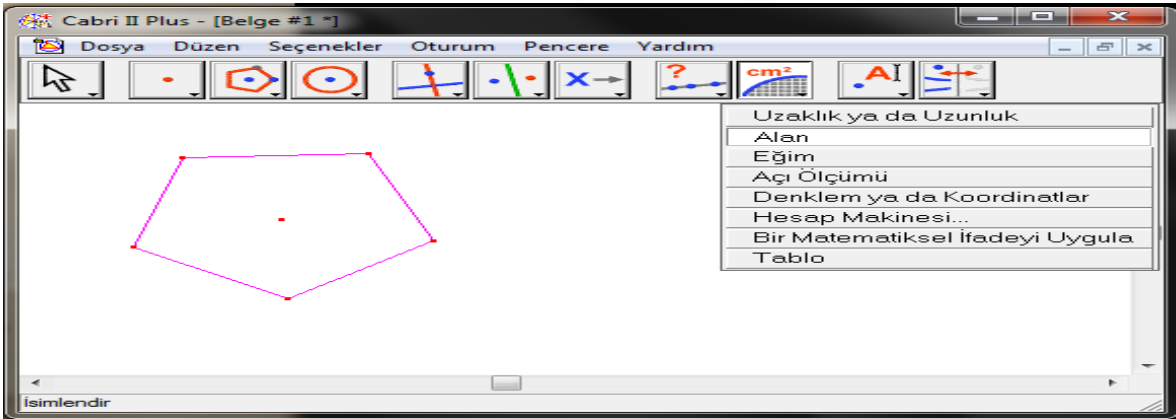 Cabri II Plus - [Belge #1 *]
Dosya Düzen Seçenekler Oturum Pencere Yardım
? cm² A
Uzaklık ya da Uzunluk
Alan
Eğim
Açı Ölçümü
Denklem ya da Koordinatlar
Hesap Makinesi...
Bir Matematiksel İfadeyi Uygula
Tablo
İsimlendir